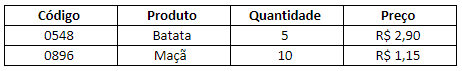 Código Produto Quantidade Preço
0548 Batata 5 R$ 2,90
0896 Maçã 10 R$ 1,15